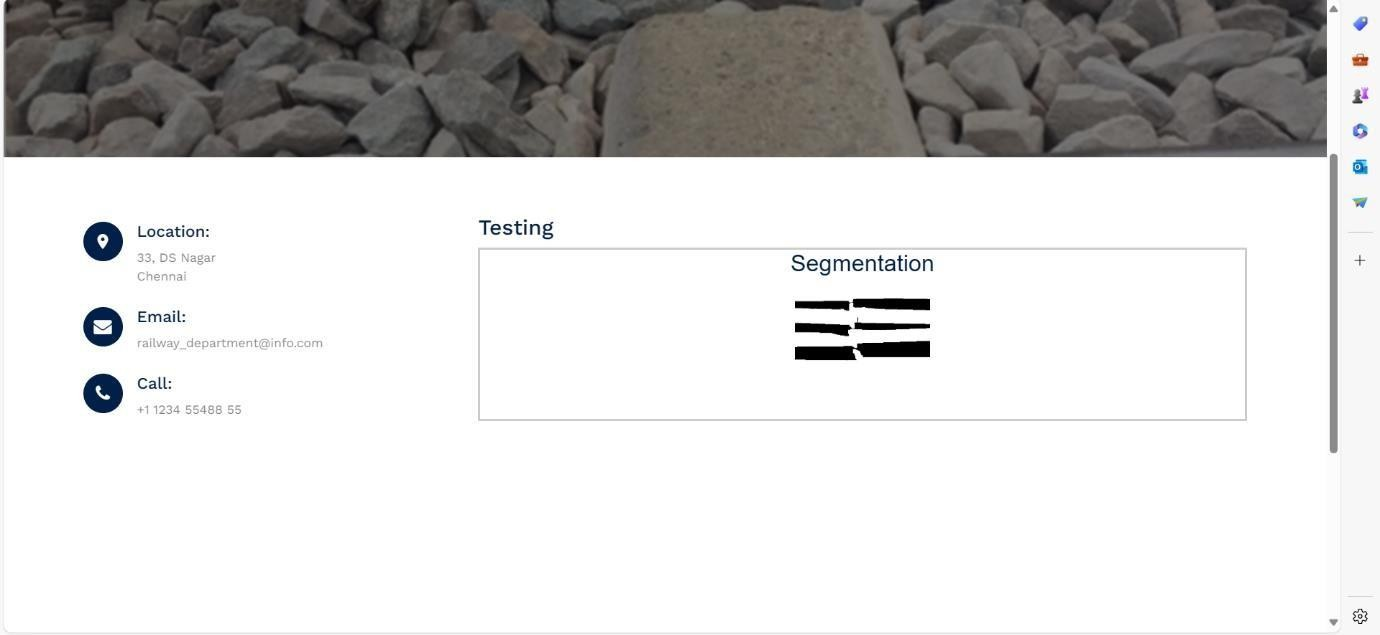 Location:
33, DS Nagar
Chennai
Email:
railway_department@info.com
Call:
+1 1234 55488 55
Testing
Segmentation